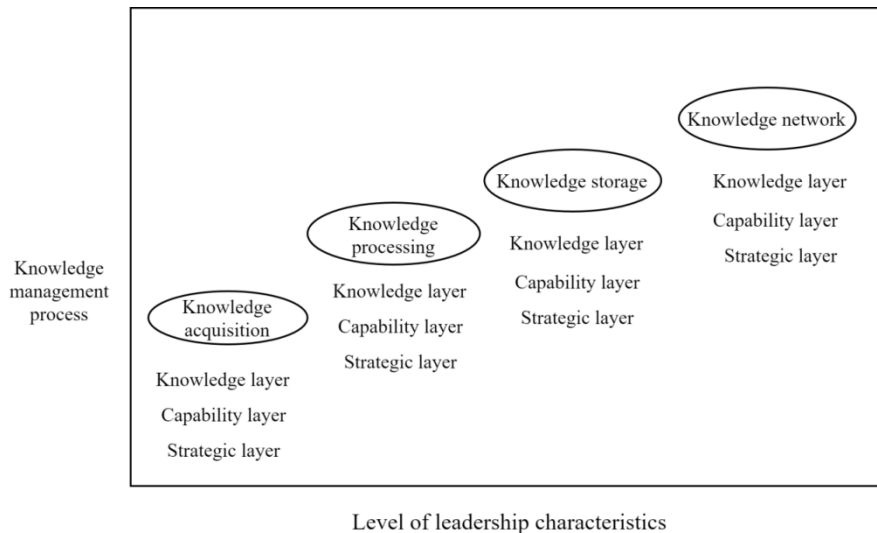 Knowledge
management
process
Knowledge
acquisition
Knowledge layer
Capability layer
Strategic layer
Knowledge
processing
Knowledge layer
Capability layer
Strategic layer
Knowledge storage
Knowledge layer
Capability layer
Strategic layer
Knowledge network
Knowledge layer
Capability layer
Strategic layer
Level of leadership characteristics